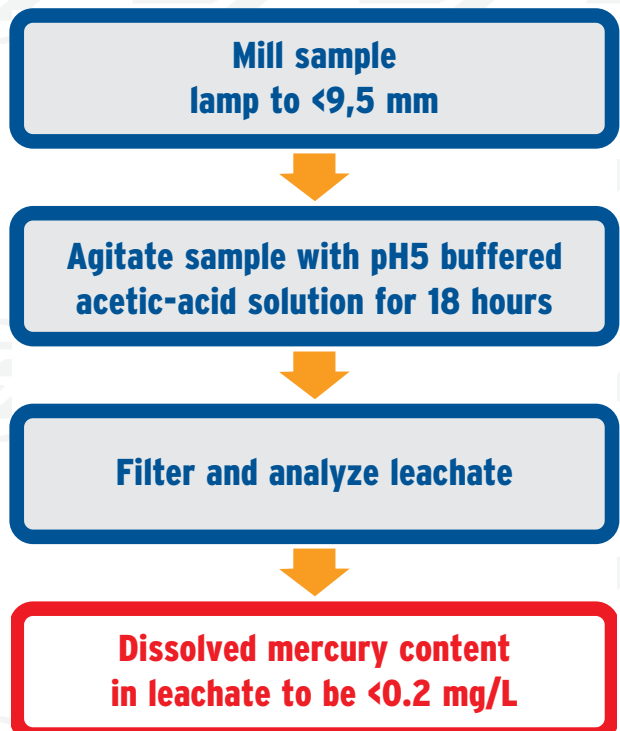 Mill sample
lamp to <9,5 mm
Agitate sample with pH5 buffered
acetic-acid solution for 18 hours
Filter and analyze leachate
Dissolved mercury content
in leachate to be <0.2 mg/L